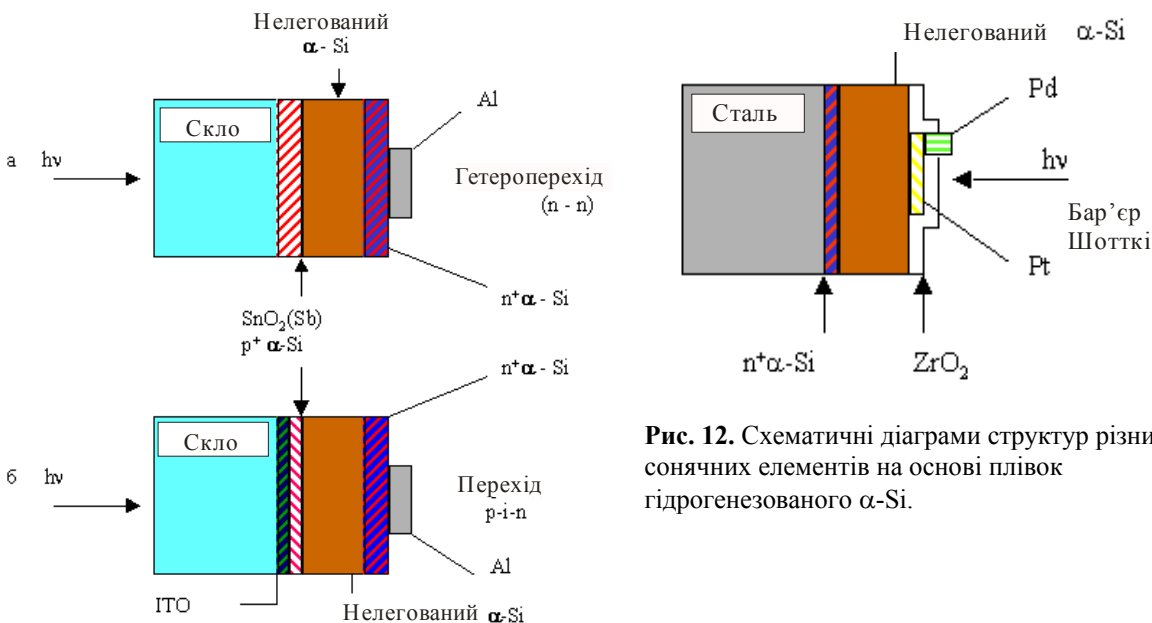 Нелегований
α - Si
Скло
Al
а hν
Гетероперехід
(n - n)
n⁺α - Si
SnO₂(Sb)
p⁺ α-Si
n⁺α - Si
Скло
б hν
Перехід
p-i-n
Al
ITO
Нелегований α-Si
Нелегований α-Si
Pd
Сталь
hν
Бар’єр
Шотткі
Pt
n⁺α-Si ZrO₂
Рис. 12. Схематичні діаграми структур різни
сонячних елементів на основі плівок
гідрогенезованого α-Si.